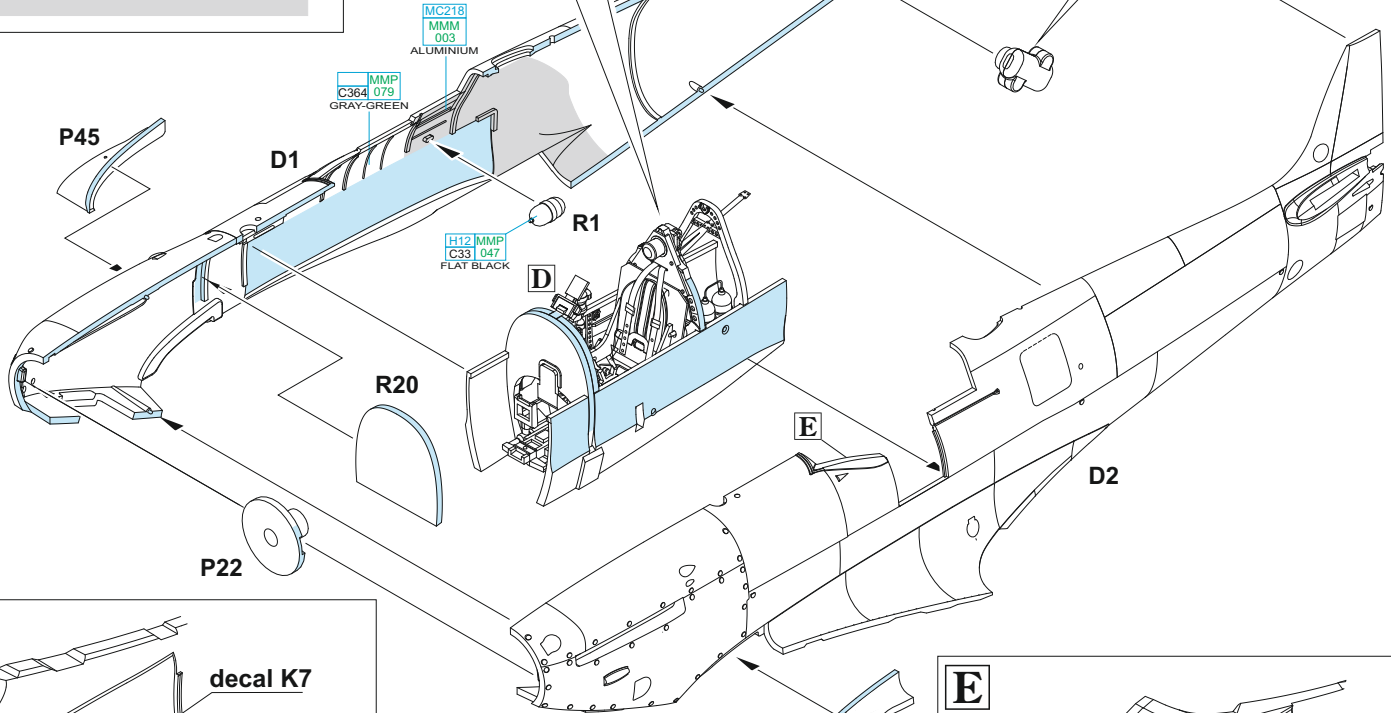 MC218
MMM
003
ALUMINIUM
MMP
C364 079
GRAY-GREEN
P45
D1
R1
H12 MMP
C33 047
FLAT BLACK
D
R20
E
D2
P22
decal K7
E